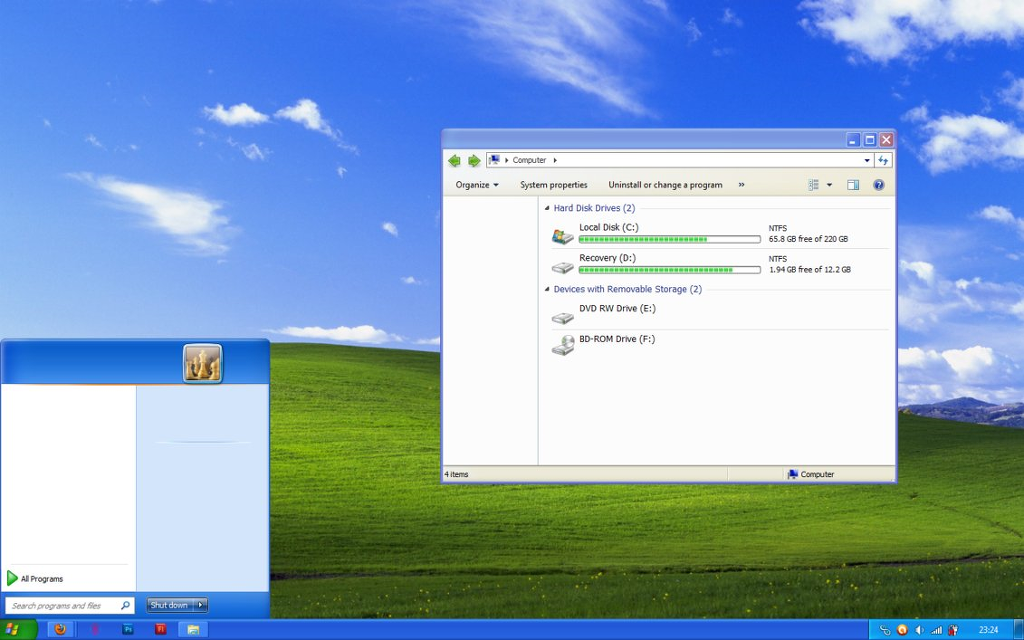 Computer
Organize
System properties
Uninstall or change a program
»
Hard Disk Drives (2)
Local Disk (C:)
NTFS
65.8 GB free of 220 GB
Recovery (D:)
NTFS
1.94 GB free of 12.2 GB
Devices with Removable Storage (2)
DVD RW Drive (E:)
BD-ROM Drive (F:)
4 items
Computer
All Programs
Search programs and files
Shut down
Ps
Fl
23:24